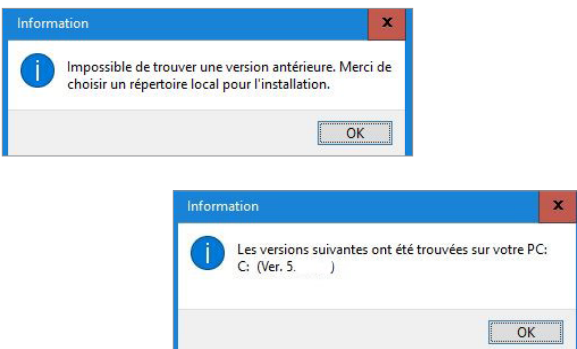 Information
x
Impossible de trouver une version antérieure. Merci de
choisir un répertoire local pour l'installation.
OK
Information
x
Les versions suivantes ont été trouvées sur votre PC:
C: (Ver. 5. )
OK